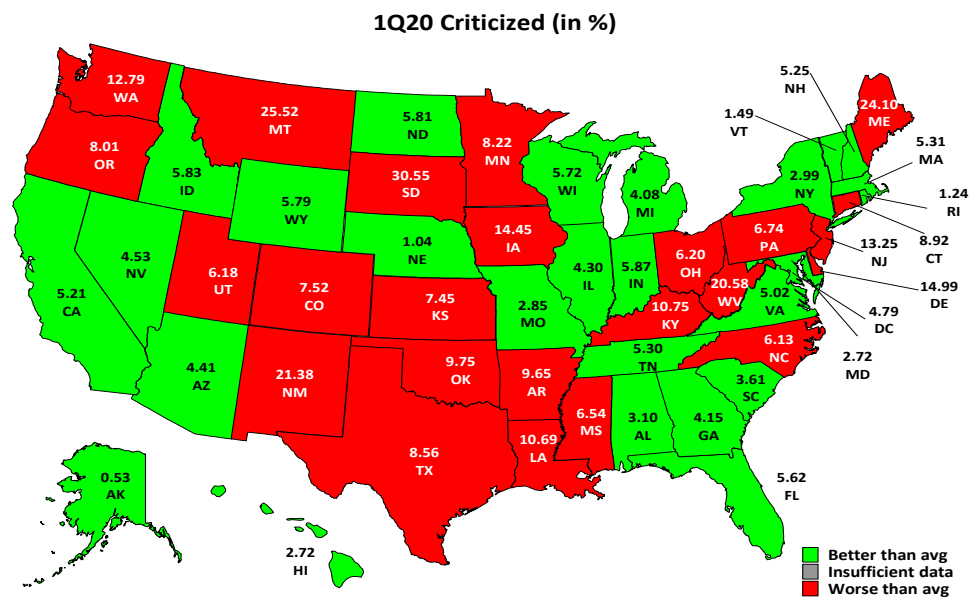 1Q20 Criticized (in %)
12.79
WA
8.01
OR
5.83
ID
25.52
MT
5.81
ND
8.22
MN
30.55
SD
5.79
WY
5.72
WI
4.08
MI
14.45
IA
1.04
NE
4.53
NV
5.21
CA
6.18
UT
7.52
CO
7.45
KS
2.85
MO
4.30
IL
5.87
IN
6.20
OH
6.74
PA
2.99
NY
1.49
VT
5.25
NH
24.10
ME
5.31
MA
1.24
RI
8.92
CT
13.25
NJ
14.99
DE
4.79
DC
2.72
MD
20.58
WV
5.02
VA
10.75
KY
5.30
TN
6.13
NC
3.61
SC
4.41
AZ
21.38
NM
9.75
OK
9.65
AR
8.56
TX
10.69
LA
6.54
MS
3.10
AL
4.15
GA
5.62
FL
0.53
AK
2.72
HI
Better than avg
Insufficient data
Worse than avg